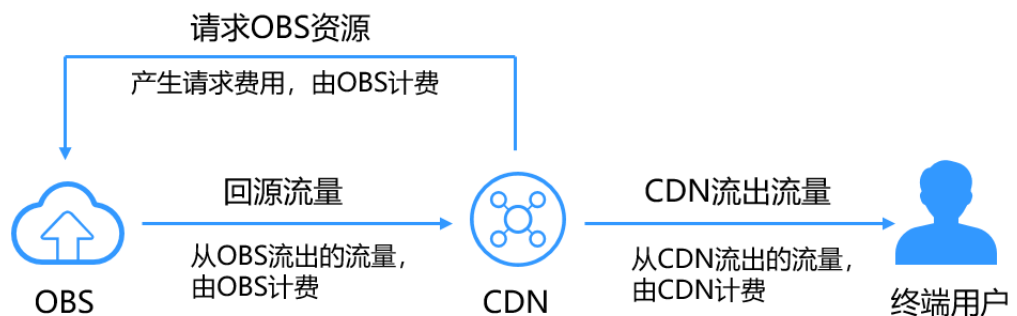 请求OBS资源
产生请求费用，由OBS计费
回源流量
从OBS流出的流量，
由OBS计费
CDN流出流量
从CDN流出的流量，
由CDN计费
OBS
CDN
终端用户